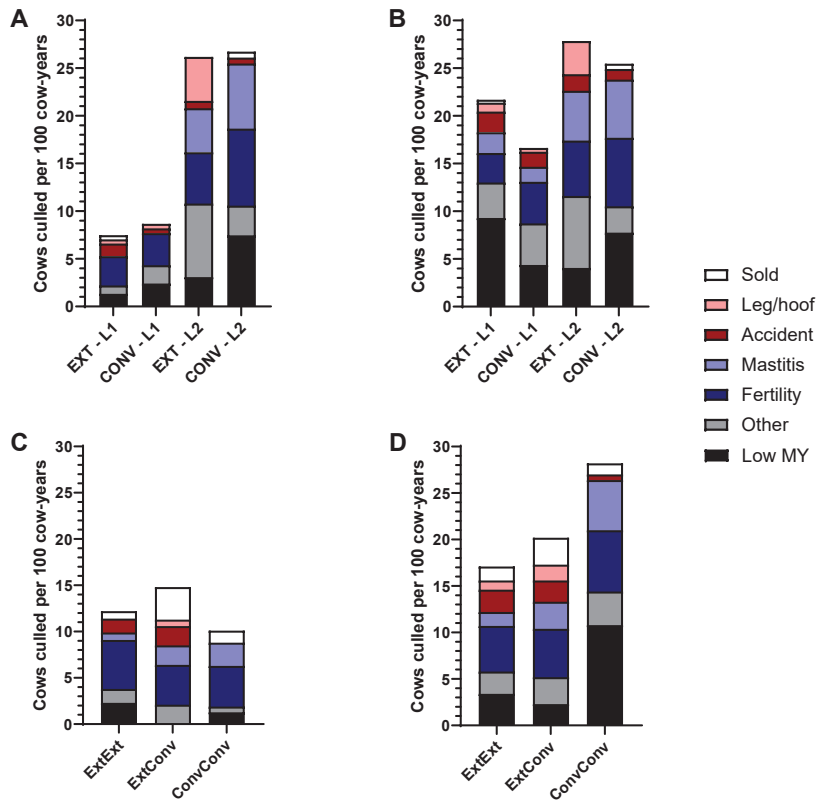 A
Cows culled per 100 cow-years
30
25
20
15
10
5
0
EXT - L1
CONV - L1
EXT - L2
CONV - L2
B
Cows culled per 100 cow-years
30
25
20
15
10
5
0
EXT - L1
CONV - L1
EXT - L2
CONV - L2
Sold
Leg/hoof
Accident
Mastitis
Fertility
Other
Low MY
C
Cows culled per 100 cow-years
30
25
20
15
10
5
0
ExtExt
ExtConv
ConvConv
D
Cows culled per 100 cow-years
30
25
20
15
10
5
0
ExtExt
ExtConv
ConvConv